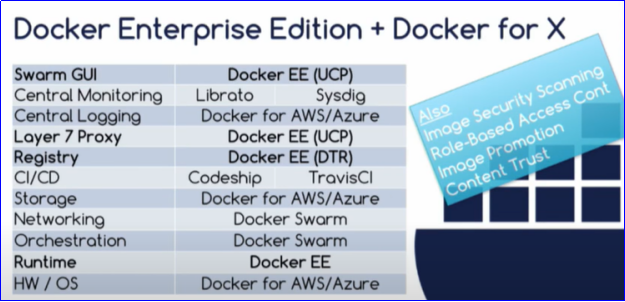 Docker Enterprise Edition + Docker for X
Swarm GUI Docker EE (UCP)
Central Monitoring Librato Sysdig
Central Logging Docker for AWS/Azure
Layer 7 Proxy Docker EE (UCP)
Registry Docker EE (DTR)
CI/CD Codeship TravisCI
Storage Docker for AWS/Azure
Networking Docker Swarm
Orchestration Docker Swarm
Runtime Docker EE
HW / OS Docker for AWS/Azure
Also
Image Security Scanning
Role-Based Access Cont
Image Promotion
Content Trust